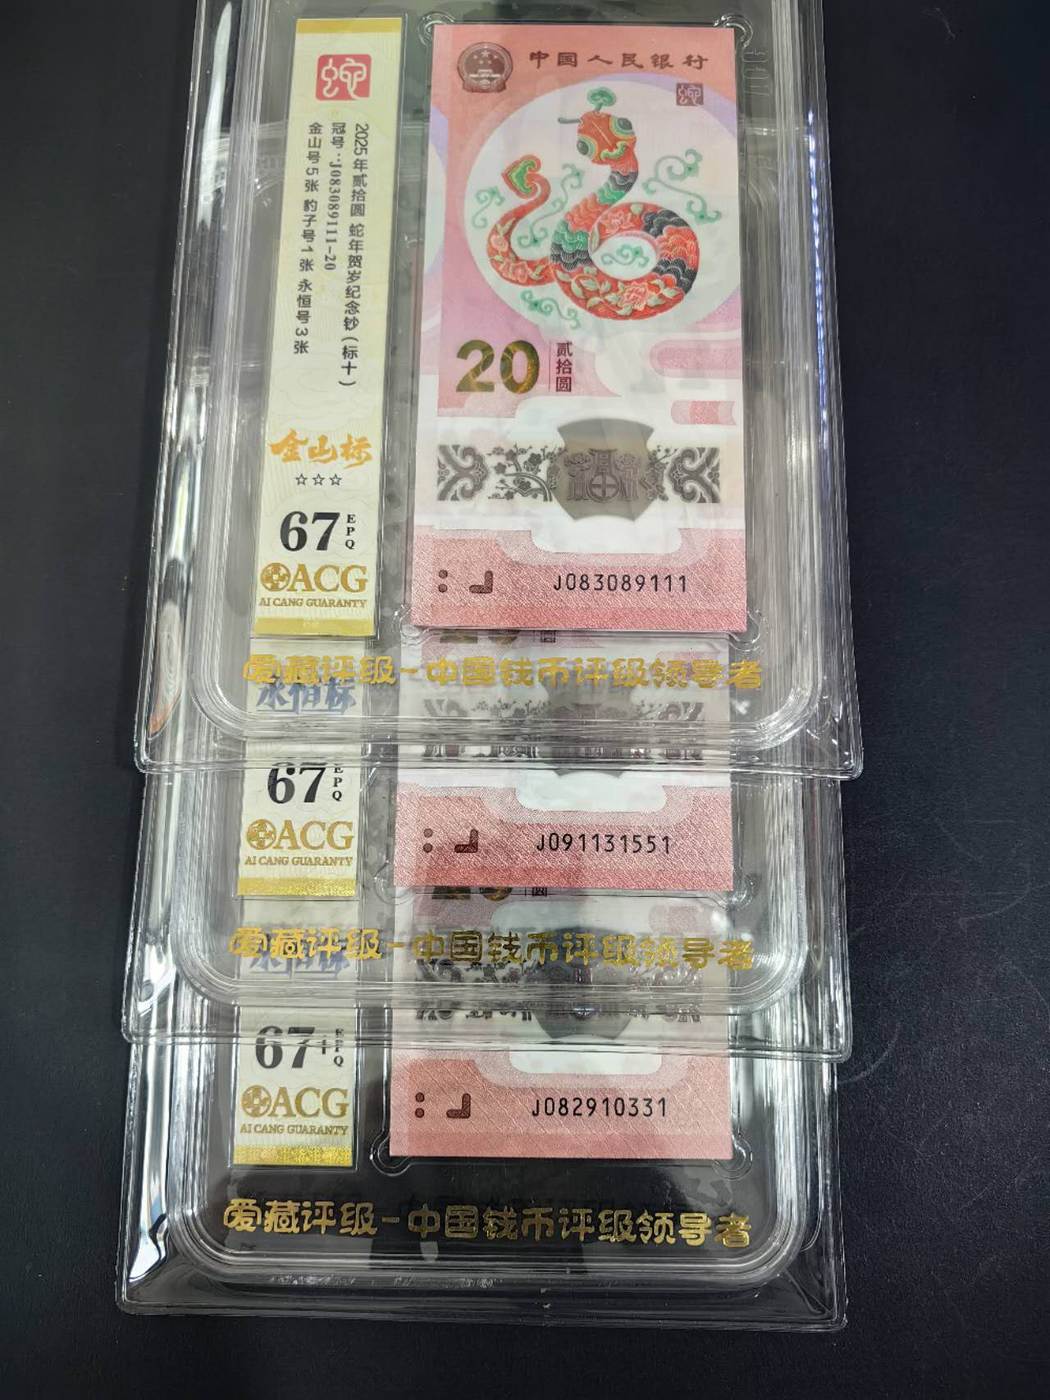 蛇
2025年贰拾圆 蛇年贺岁纪念钞（标十）
冠号：J083089111-20
金山号5张 豹子号1张 永恒号3张
金山标
☆☆☆
67 EPQ
ACG
AI CANG GUARANTY
中国人民银行
蛇
20 贰拾圆
J083089111
爱藏评级-中国钱币评级领导者
永恒标
67 EPQ
ACG
AI CANG GUARANTY
J091131551
爱藏评级-中国钱币评级领导者
67+ EPQ
ACG
AI CANG GUARANTY
J082910331
爱藏评级-中国钱币评级领导者